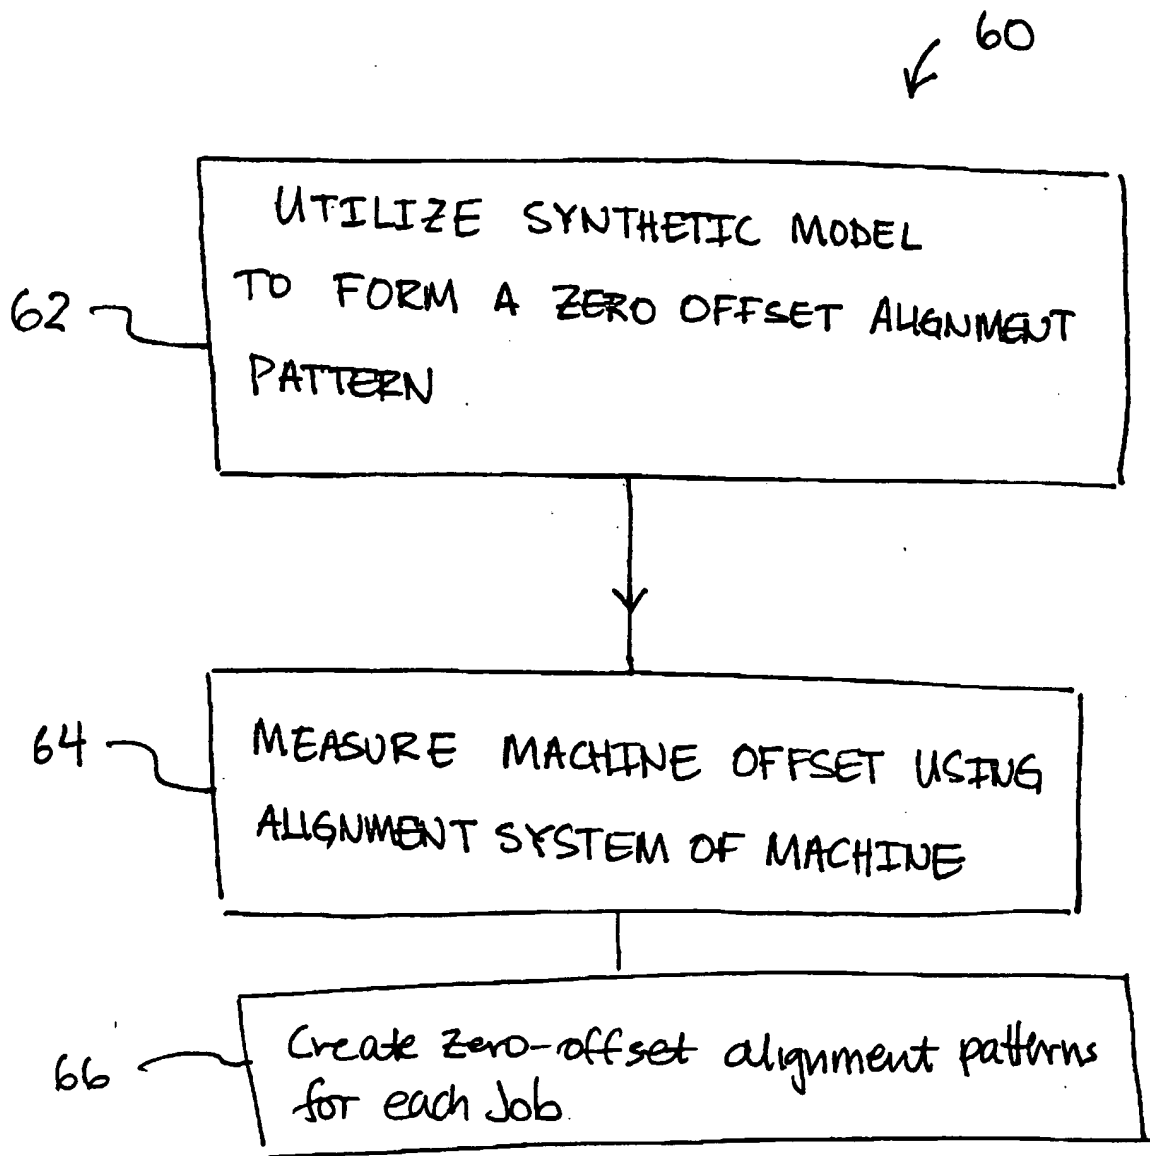 60
UTILIZE SYNTHETIC MODEL
62
TO FORM A ZERO OFFSET ALIGNMENT
PATTERN
64
MEASURE MACHINE OFFSET USING
ALIGNMENT SYSTEM OF MACHINE
66
Create zero-offset alignment patterns
for each Job